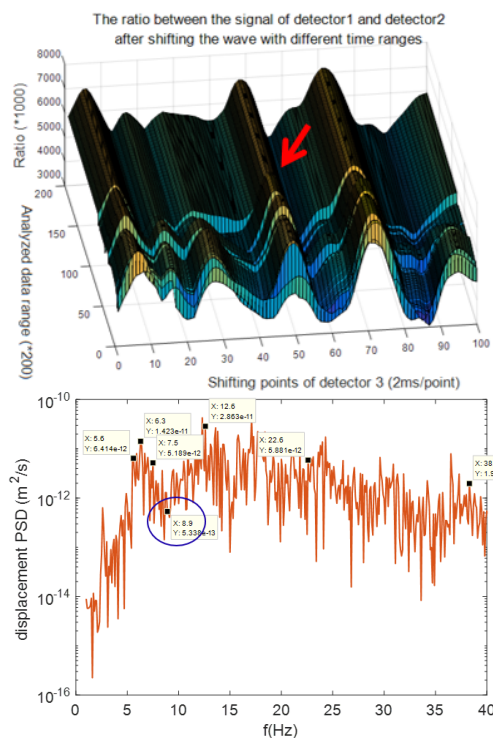 The ratio between the signal of detector1 and detector2
after shifting the wave with different time ranges
8000
7000
6000
5000
4000
3000
Ratio (*1000)
200
150
100
50
0
Analyzed data range (*200)
0 10 20 30 40 50 60 70 80 90 100
Shifting points of detector 3 (2ms/point)
10-10
10-12
10-14
10-16
displacement PSD (m2/s)
X: 5.6
Y: 6.414e-12
X: 6.3
Y: 1.423e-11
X: 7.5
Y: 5.189e-12
X: 8.9
Y: 5.338e-13
X: 12.6
Y: 2.863e-11
X: 22.6
Y: 5.881e-12
X: 38
0 5 10 15 20 25 30 35 40
f(Hz)